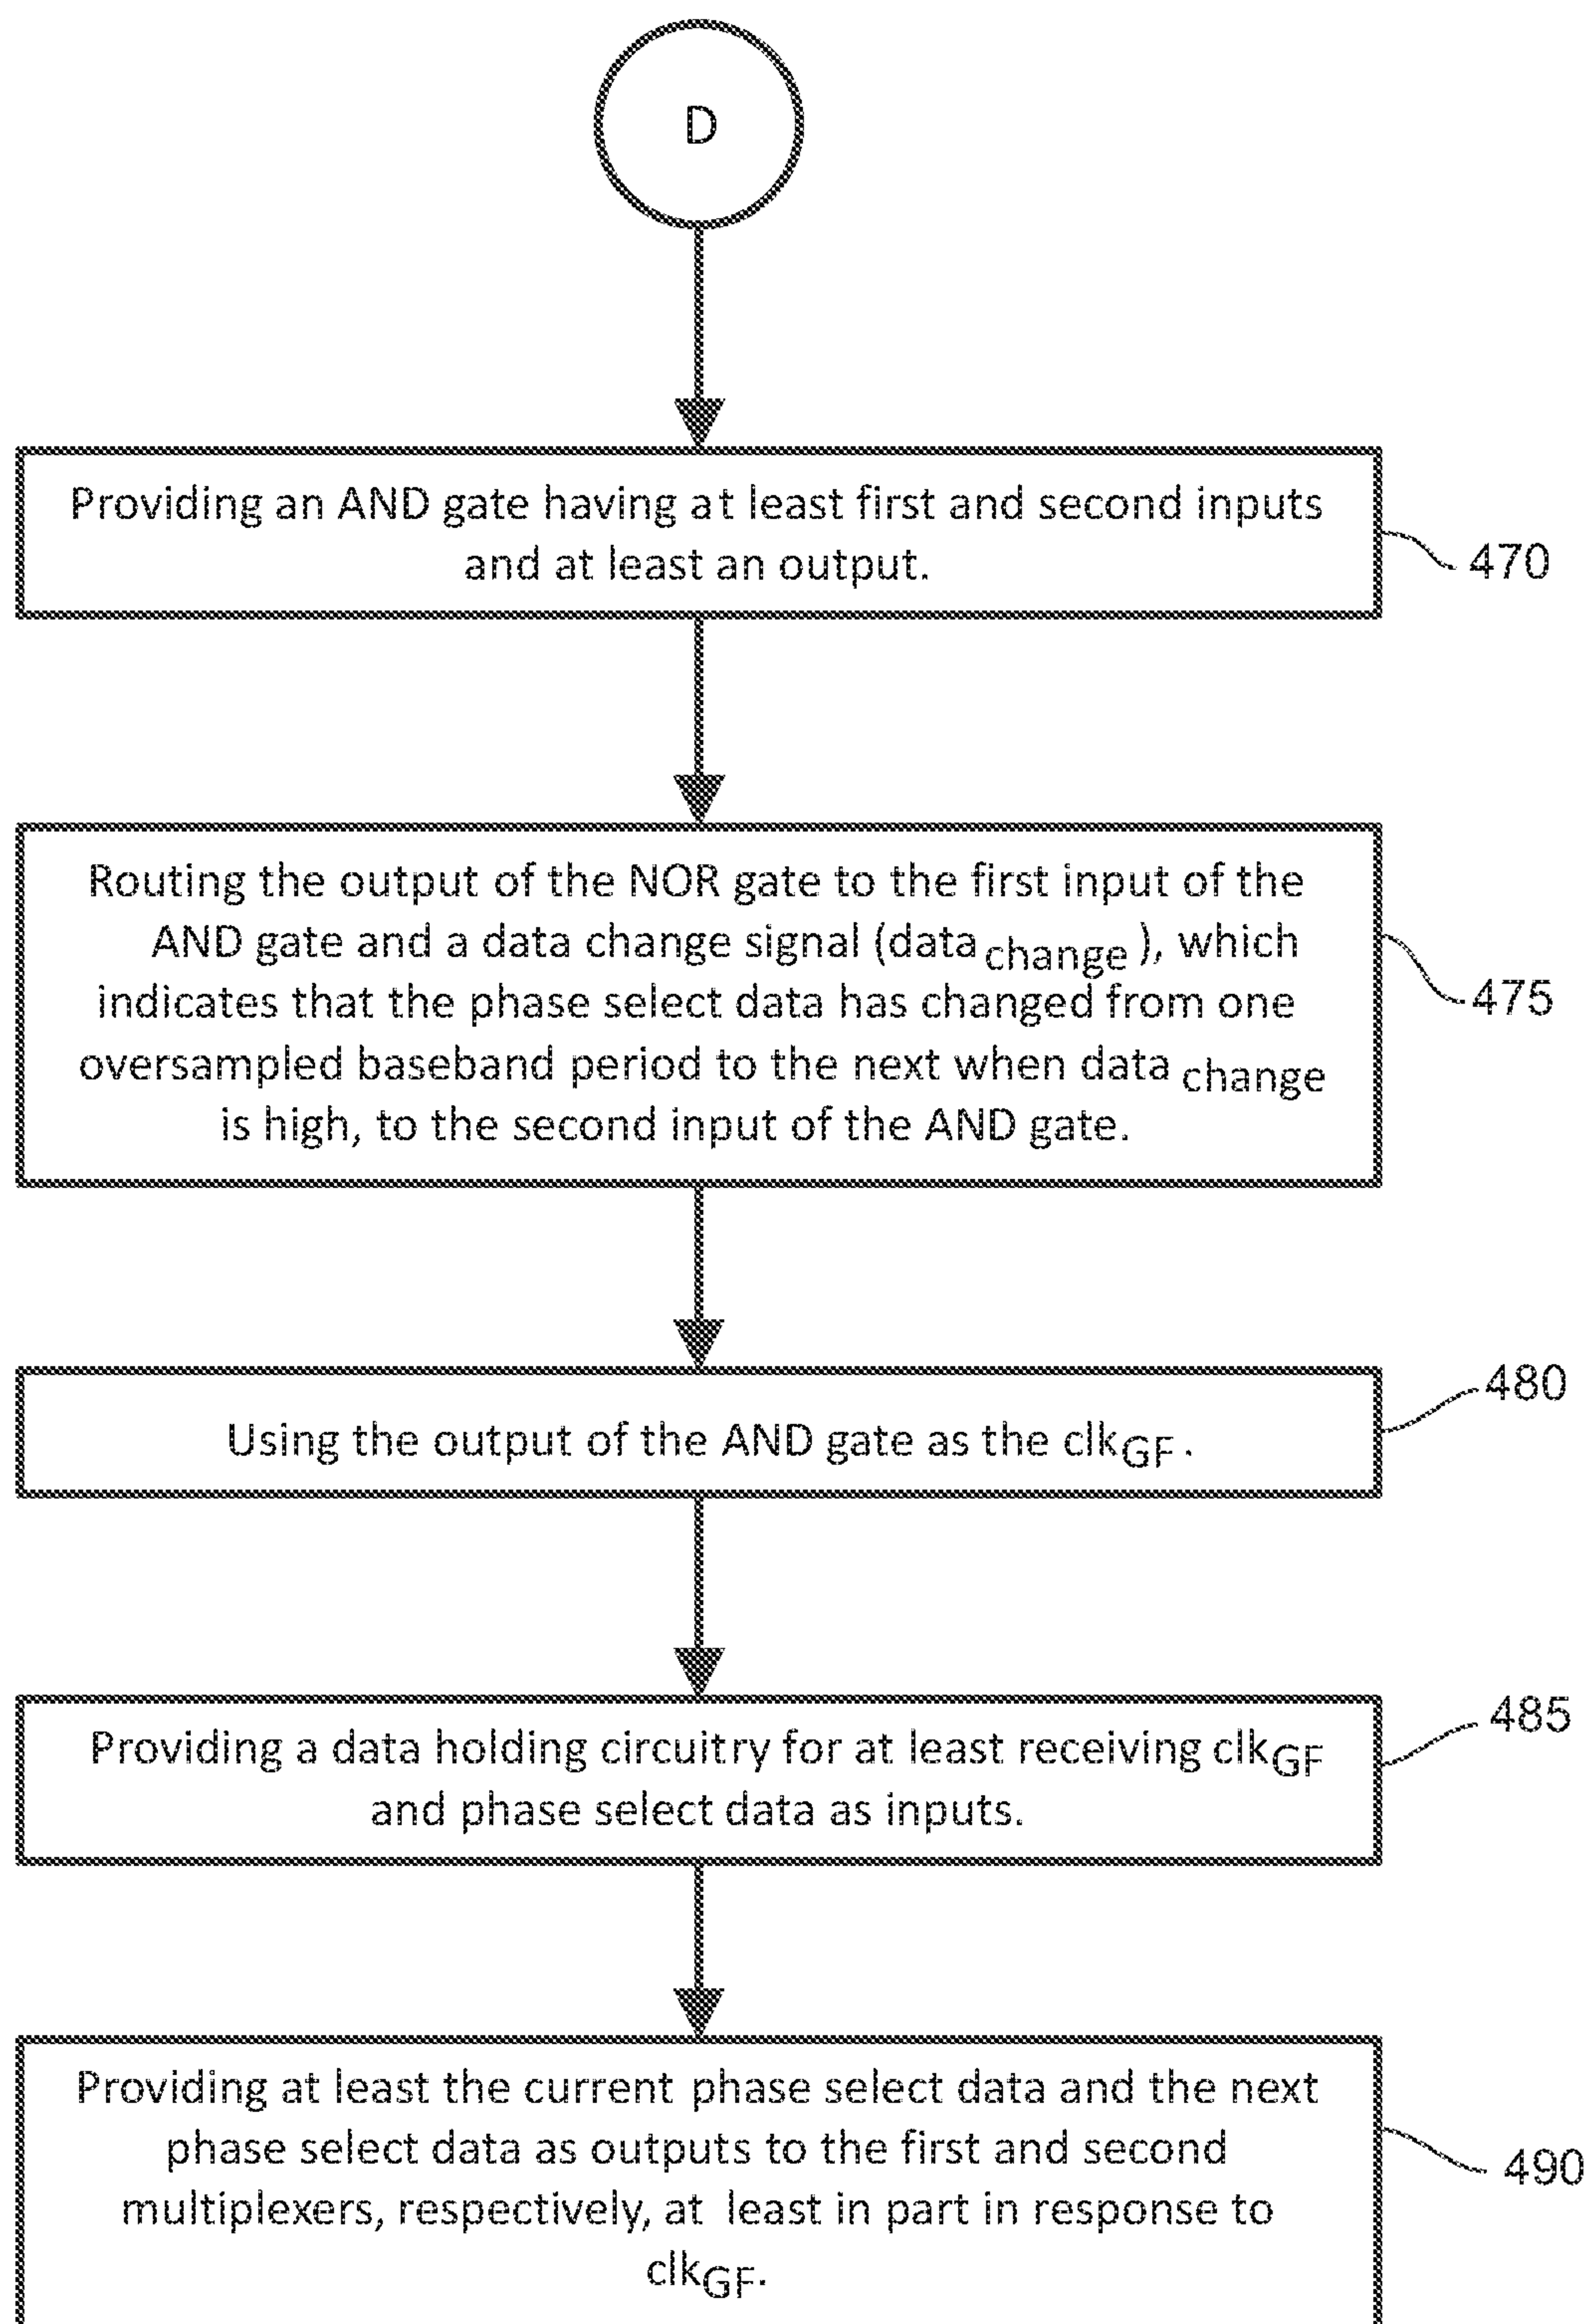 D
Providing an AND gate having at least first and second inputs
and at least an output.
470
Routing the output of the NOR gate to the first input of the
AND gate and a data change signal (data change ), which
indicates that the phase select data has changed from one
oversampled baseband period to the next when data change
is high, to the second input of the AND gate.
475
Using the output of the AND gate as the clkGF .
480
Providing a data holding circuitry for at least receiving clkGF
and phase select data as inputs.
485
Providing at least the current phase select data and the next
phase select data as outputs to the first and second
multiplexers, respectively, at least in part in response to
clkGF.
490